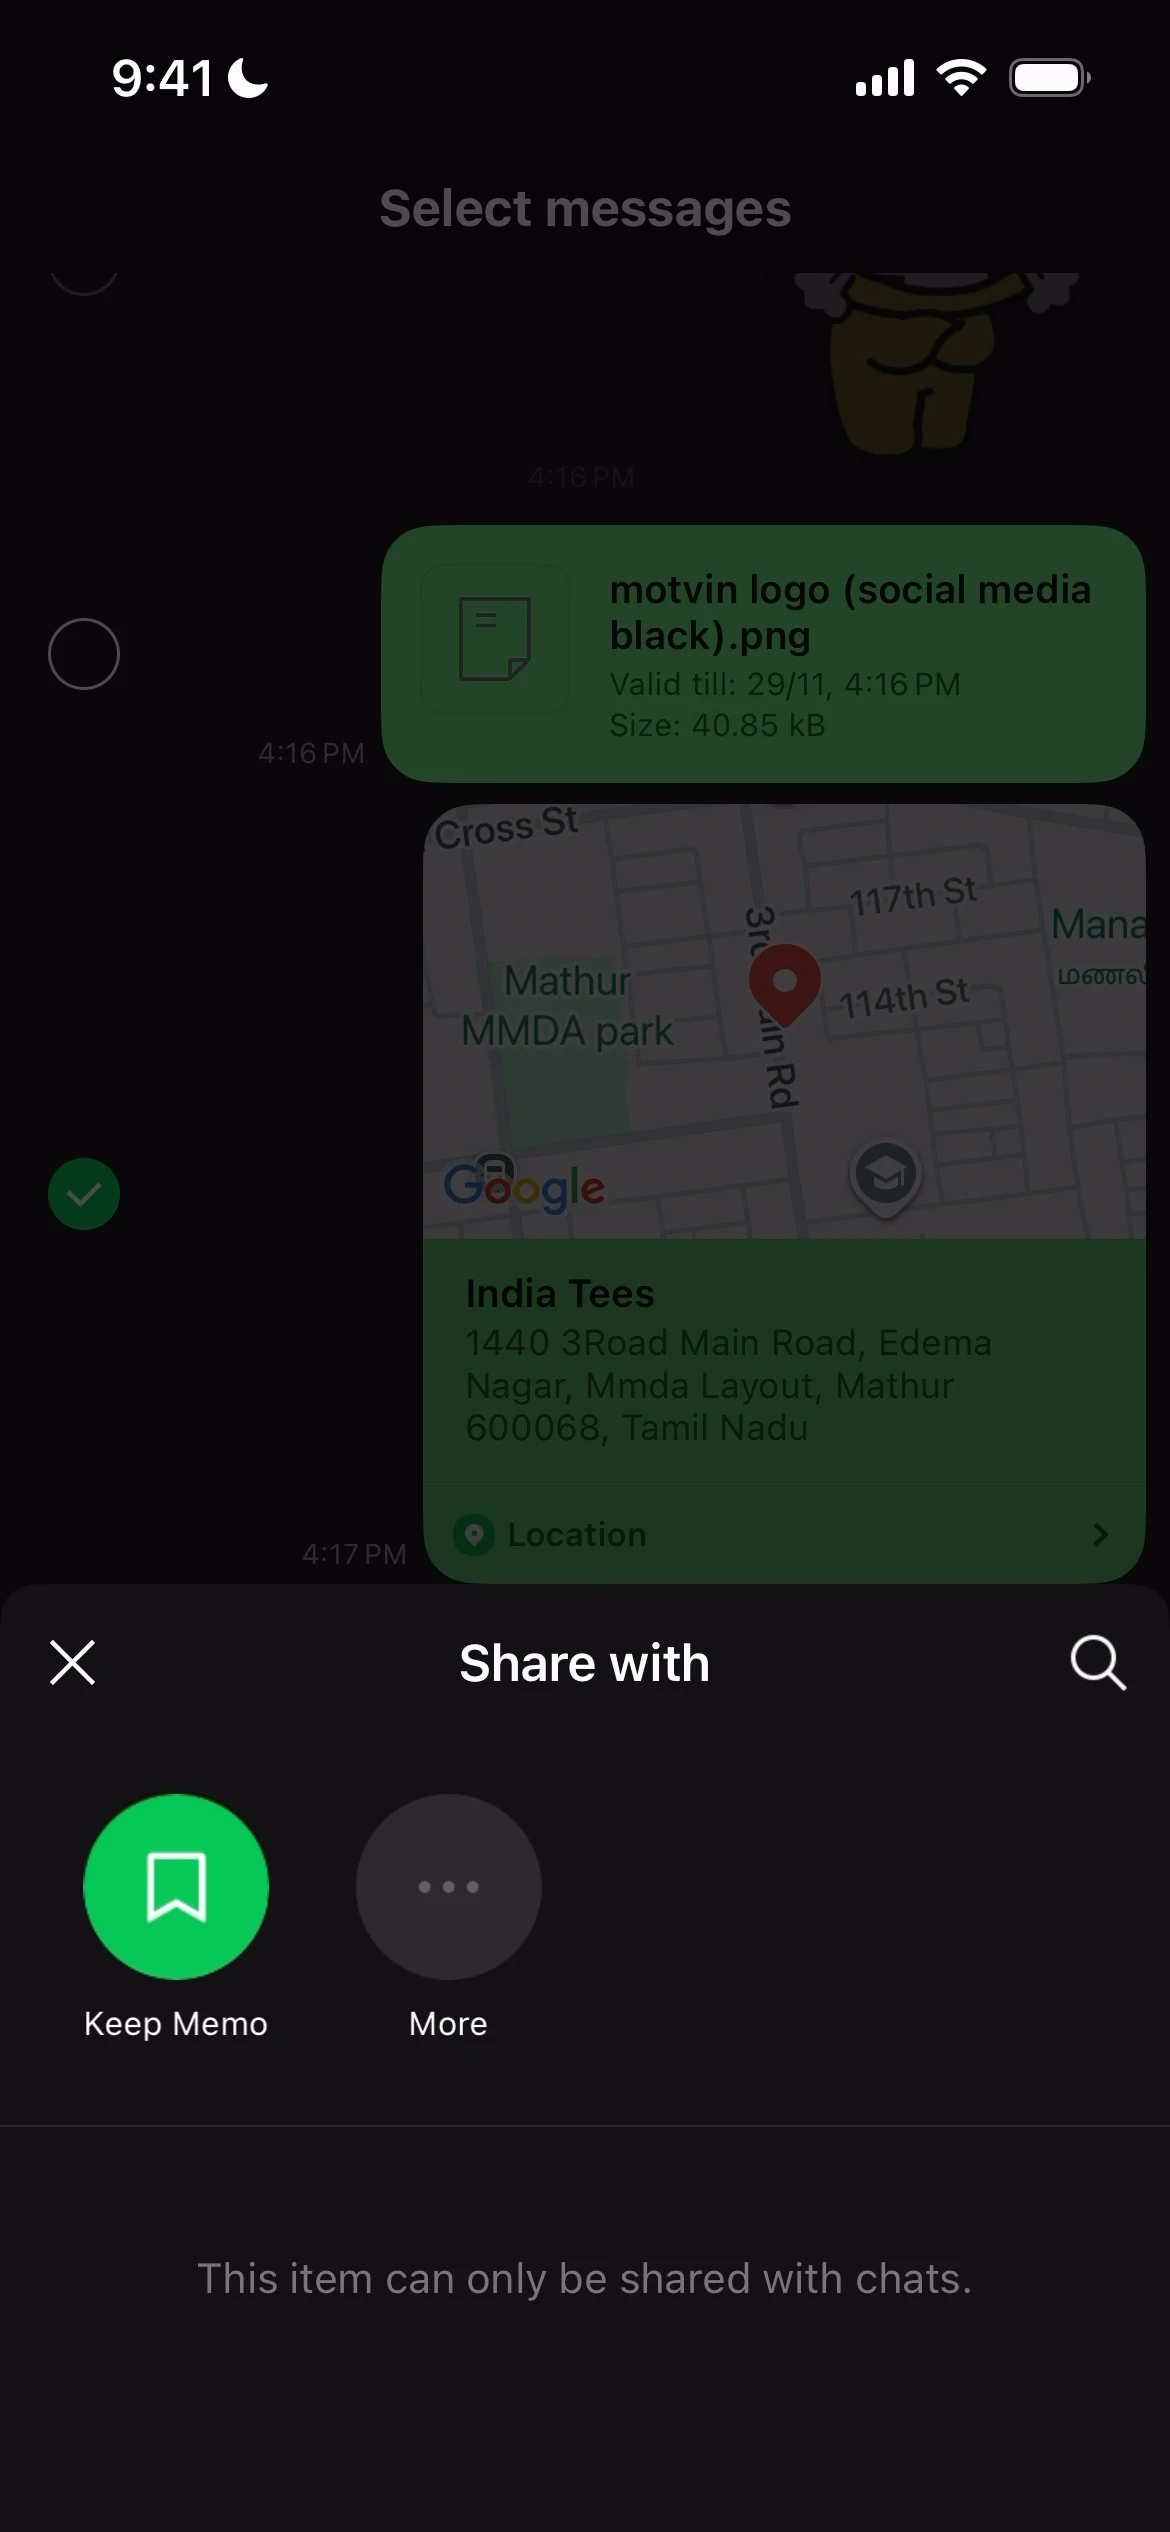 9:41
Select messages
4:16 PM
motvin logo (social media
black).png
Valid till: 29/11, 4:16 PM
Size: 40.85 kB
4:16 PM
Cross St
117th St
Mana
மணலி
Mathur
MMDA park
114th St
Rd
Google
India Tees
1440 3Road Main Road, Edema
Nagar, Mmda Layout, Mathur
600068, Tamil Nadu
Location
4:17 PM
Share with
Keep Memo
More
This item can only be shared with chats.